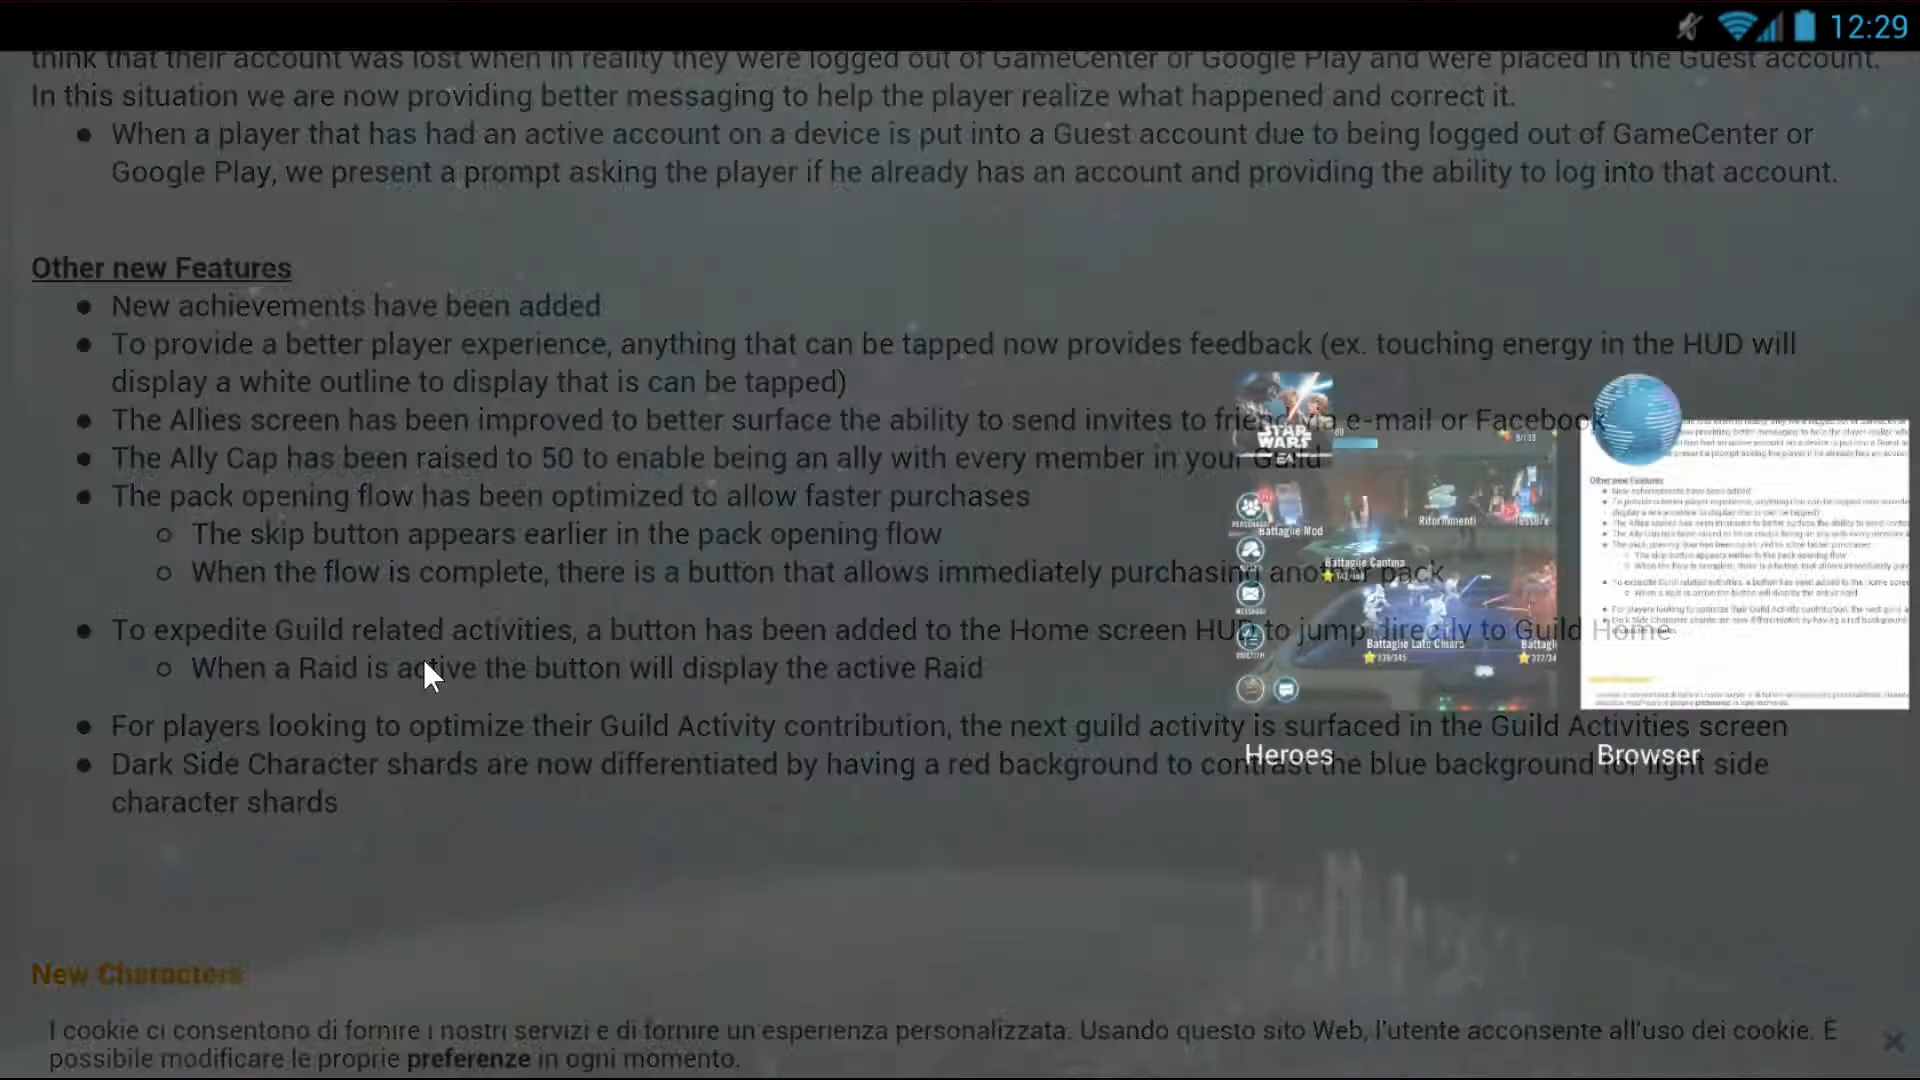 12:29
think that their account was lost when in reality they were logged out of GameCenter or Google Play and were placed in the Guest account.
In this situation we are now providing better messaging to help the player realize what happened and correct it.
● When a player that has had an active account on a device is put into a Guest account due to being logged out of GameCenter or
Google Play, we present a prompt asking the player if he already has an account and providing the ability to log into that account.
Other new Features
● New achievements have been added
● To provide a better player experience, anything that can be tapped now provides feedback (ex. touching energy in the HUD will
display a white outline to display that is can be tapped)
● The Allies screen has been improved to better surface the ability to send invites to friends via e-mail or Facebook
● The Ally Cap has been raised to 50 to enable being an ally with every member in your Guild
● The pack opening flow has been optimized to allow faster purchases
○ The skip button appears earlier in the pack opening flow
○ When the flow is complete, there is a button that allows immediately purchasing another pack
● To expedite Guild related activities, a button has been added to the Home screen HUD to jump directly to Guild Home
○ When a Raid is active the button will display the active Raid
● For players looking to optimize their Guild Activity contribution, the next guild activity is surfaced in the Guild Activities screen
● Dark Side Character shards are now differentiated by having a red background to contrast the blue background for light side
character shards
New Characters
I cookie ci consentono di fornire i nostri servizi e di fornire un'esperienza personalizzata. Usando questo sito Web, l'utente acconsente all'uso dei cookie. È
possibile modificare le proprie preferenze in ogni momento.
STAR
WARS
EA
Battaglie Mod
Rifornimenti
Tessere
Battaglie Cantina
Battaglie Lato Chiaro
Battagli
Heroes
Other new Features
Browser